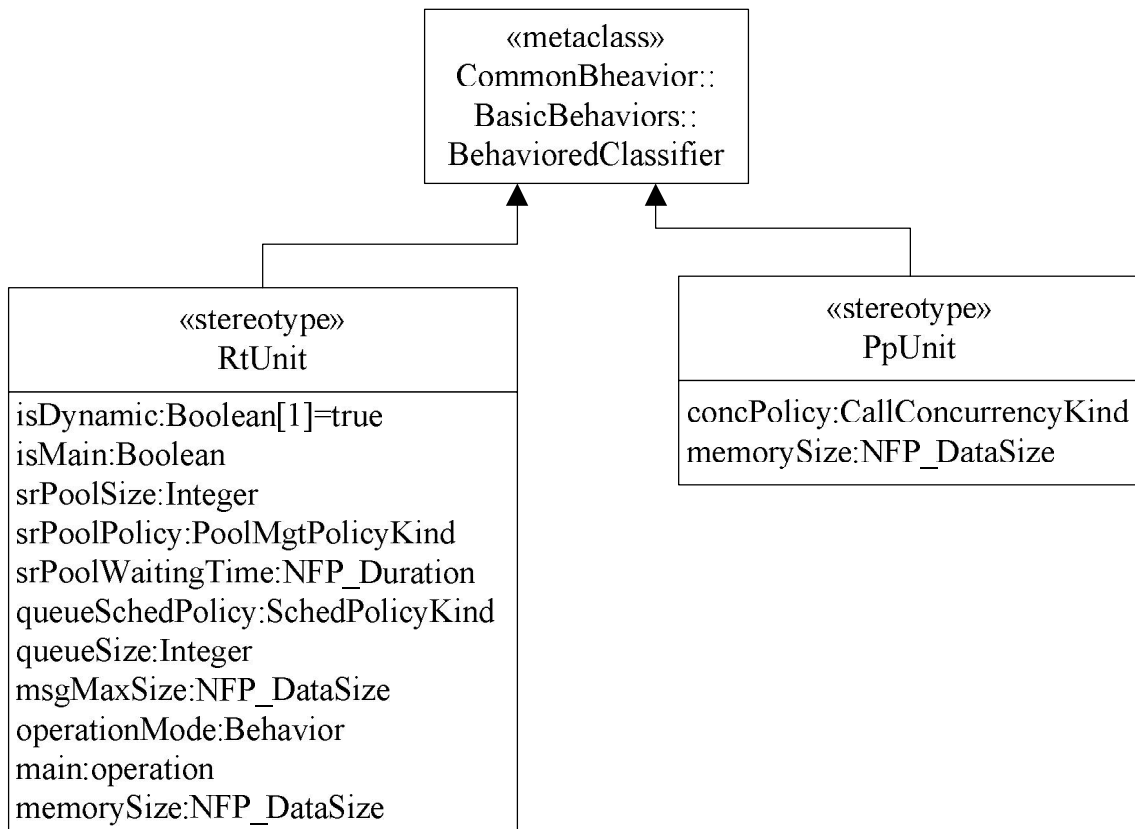 «metaclass»
CommonBheavior::
BasicBehaviors::
BehavioredClassifier
«stereotype»
RtUnit
isDynamic:Boolean[1]=true
isMain:Boolean
srPoolSize:Integer
srPoolPolicy:PoolMgtPolicyKind
srPoolWaitingTime:NFP_Duration
queueSchedPolicy:SchedPolicyKind
queueSize:Integer
msgMaxSize:NFP_DataSize
operationMode:Behavior
main:operation
memorySize:NFP_DataSize
«stereotype»
PpUnit
concPolicy:CallConcurrencyKind
memorySize:NFP_DataSize